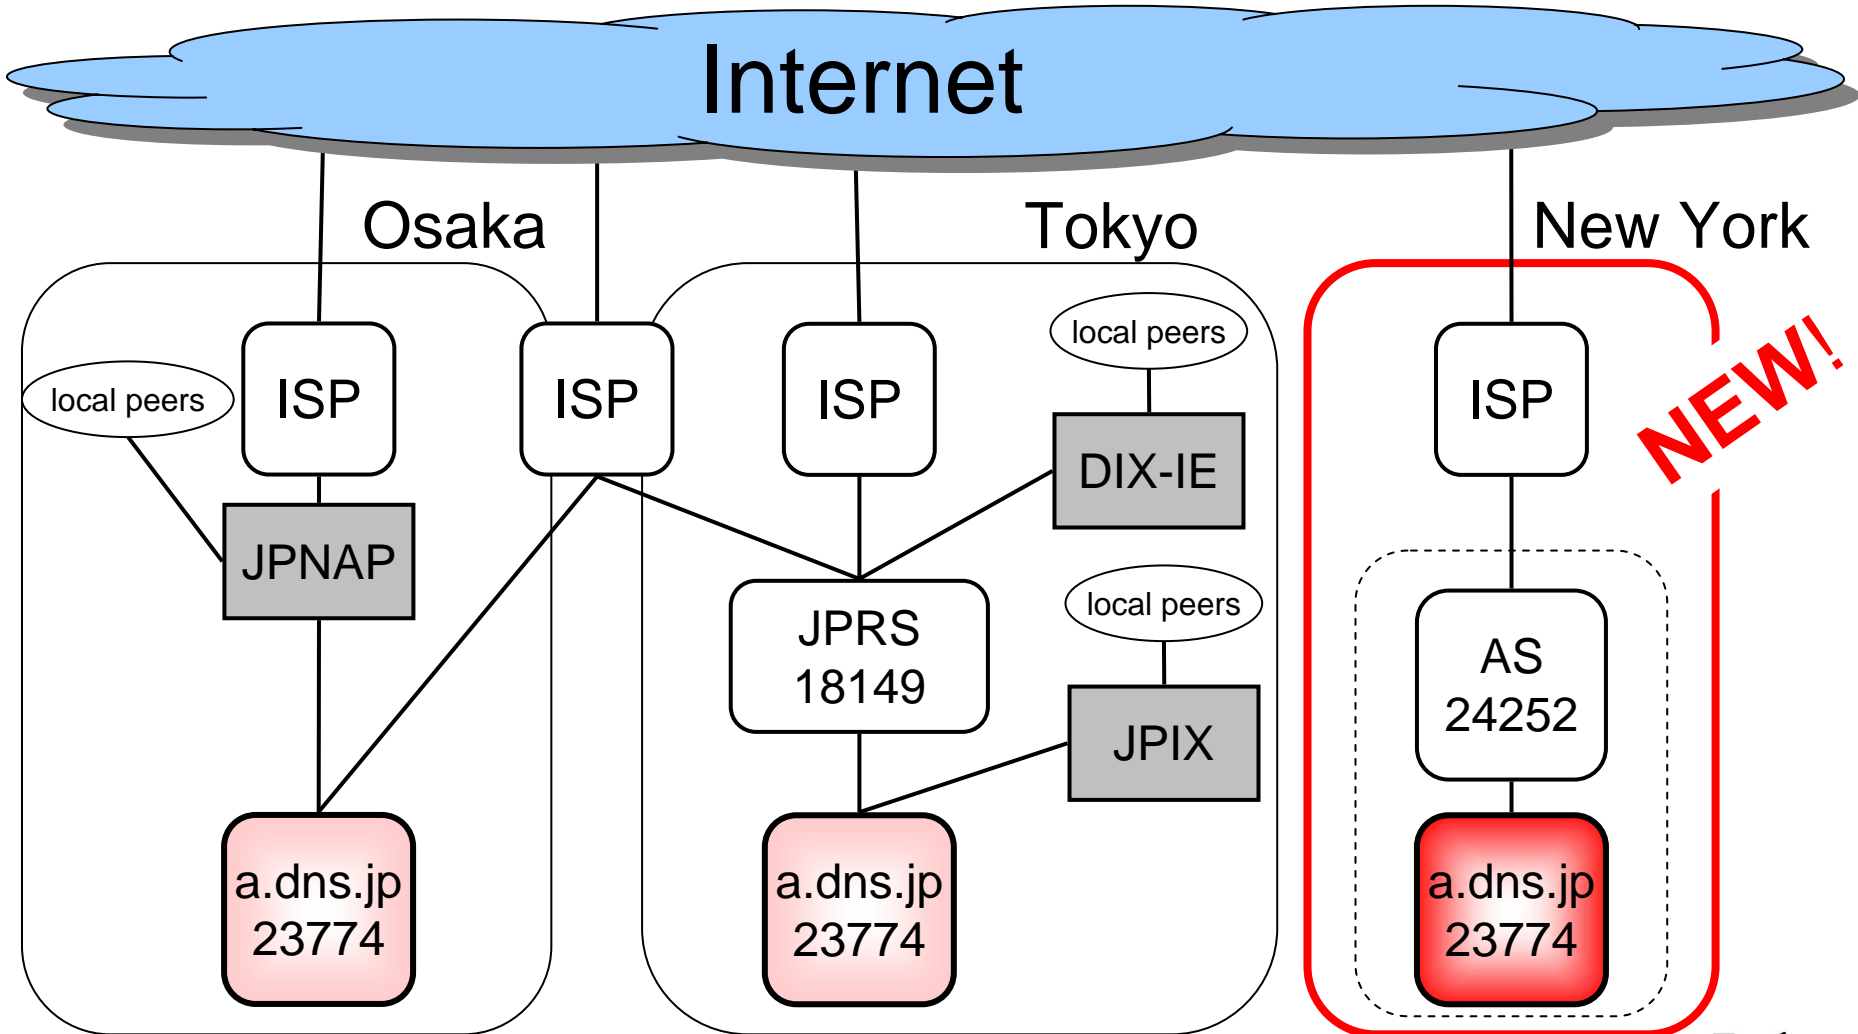 Internet
Osaka
Tokyo
New York
local peers
ISP
ISP
ISP
local peers
ISP
NEW!
DIX-IE
JPNAP
JPRS
18149
local peers
AS
24252
JPIX
a.dns.jp
23774
a.dns.jp
23774
a.dns.jp
23774